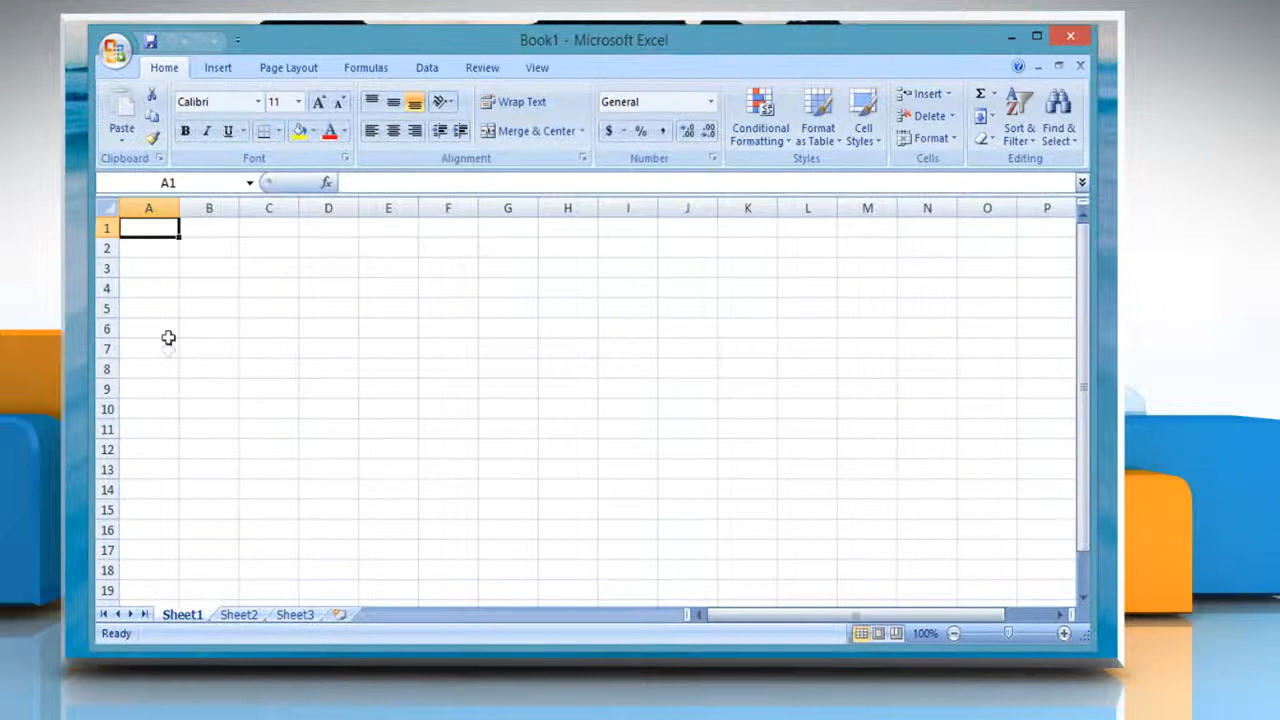 Book1 - Microsoft Excel
Home Insert Page Layout Formulas Data Review View
Calibri 11 Wrap Text General Insert Σ
Paste B I U A Merge & Center $ % , Conditional Formatting Format as Table Cell Styles Delete Format Sort & Filter Find & Select
Clipboard Font Alignment Number Styles Cells Editing
A1 fx
A B C D E F G H I J K L M N O P
1
2
3
4
5
6
7
8
9
10
11
12
13
14
15
16
17
18
19
Sheet1 Sheet2 Sheet3
Ready 100%